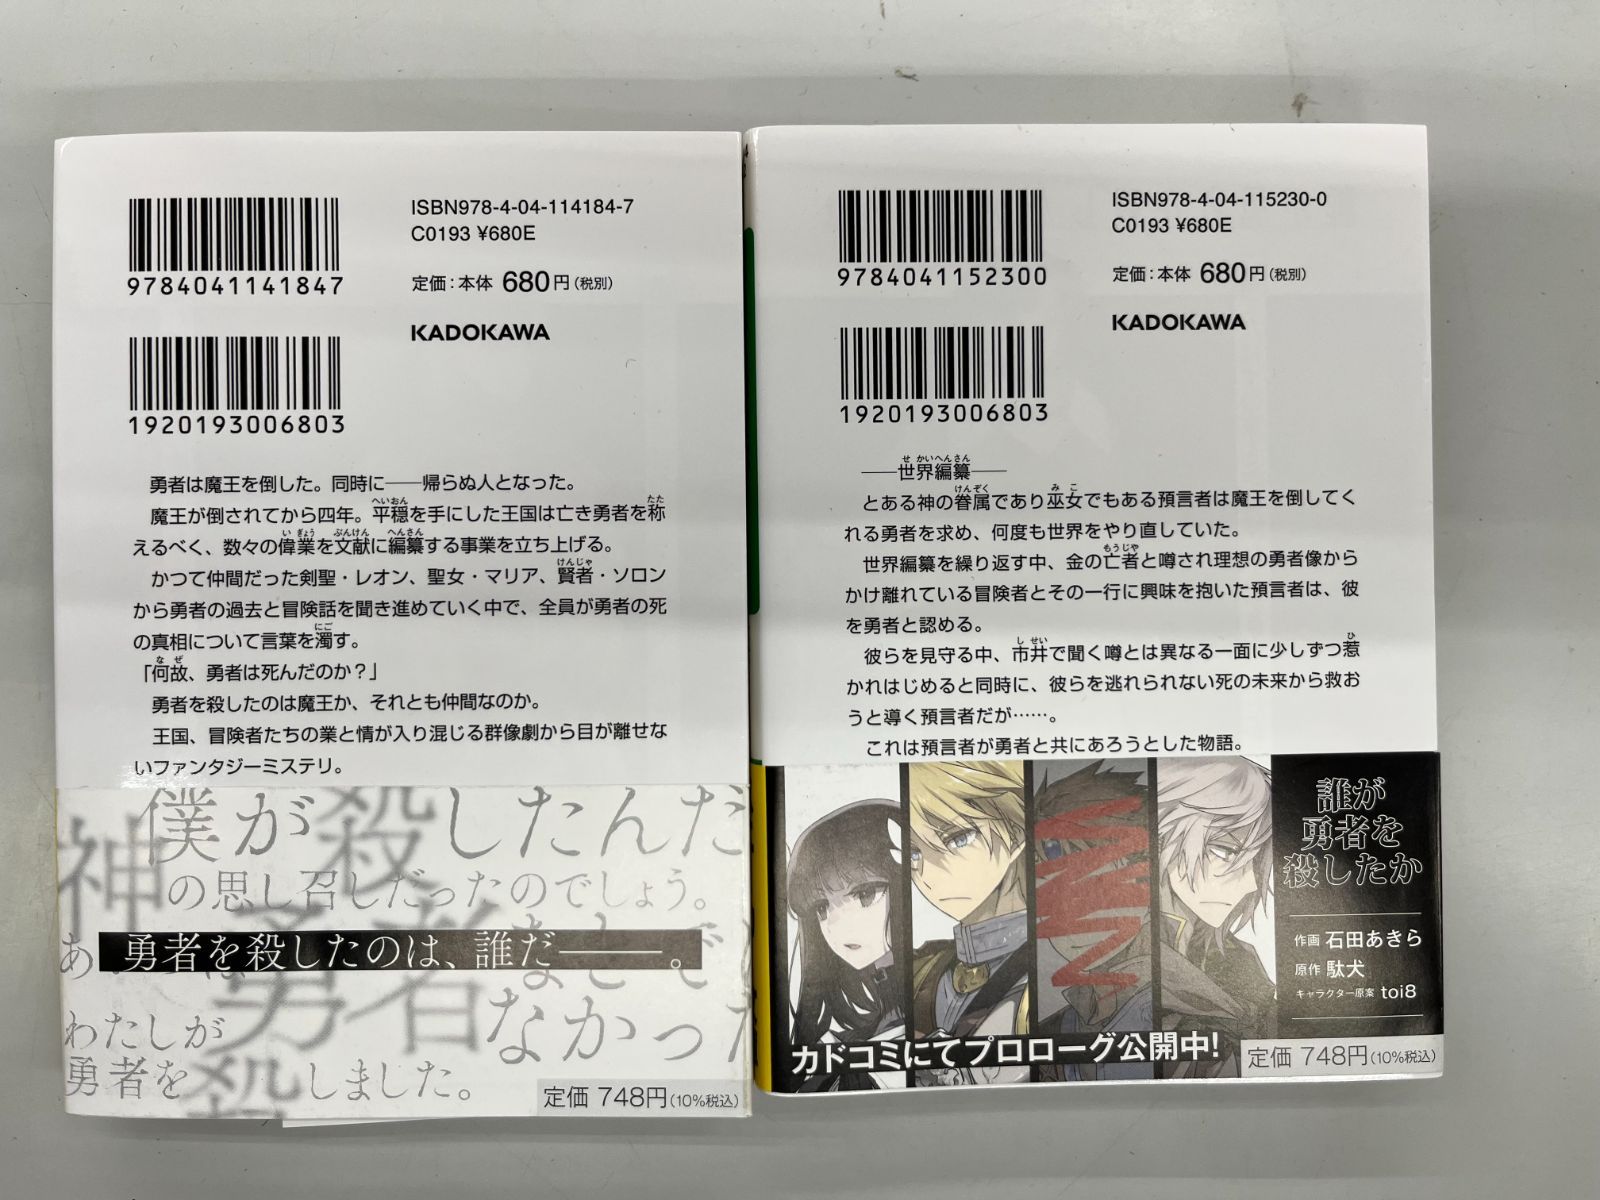 ISBN978-4-04-114184-7
C0193 ¥680E
9784041141847
定価:本体 680円(税別)
KADOKAWA
1920193006803
勇者は魔王を倒した。同時に――帰らぬ人となった。
魔王が倒されてから四年。平穏を手にした王国は亡き勇者を称
えるべく、数々の偉業を文献に編纂する事業を立ち上げる。
かつて仲間だった剣聖・レオン、聖女・マリア、賢者・ソロン
から勇者の過去と冒険話を聞き進めていく中で、全員が勇者の死
の真相について言葉を濁す。
「何故、勇者は死んだのか?」
勇者を殺したのは魔王か、それとも仲間なのか。
王国、冒険者たちの業と情が入り混じる群像劇から目が離せな
いファンタジーミステリ。
僕が殺したんだ
神の思し召しだったのでしょう。
勇者を殺したのは、誰だ――。
勇者
なかった
わたしが
勇者を殺しました。
定価 748円(10%税込)
ISBN978-4-04-115230-0
C0193 ¥680E
9784041152300
定価:本体 680円(税別)
KADOKAWA
1920193006803
――世界編纂――
とある神の眷属であり巫女でもある預言者は魔王を倒してく
れる勇者を求め、何度も世界をやり直していた。
世界編纂を繰り返す中、金の亡者と噂され理想の勇者像から
かけ離れている冒険者とその一行に興味を抱いた預言者は、彼
を勇者と認める。
彼らを見守る中、市井で聞く噂とは異なる一面に少しずつ惹
かれはじめると同時に、彼らを逃れられない死の未来から救お
うと導く預言者だが……。
これは預言者が勇者と共にあろうとした物語。
誰が
勇者を
殺したか
作画 石田あきら
原作 駄犬
キャラクター原案 toi8
カドコミにてプロローグ公開中!
定価 748円(10%税込)